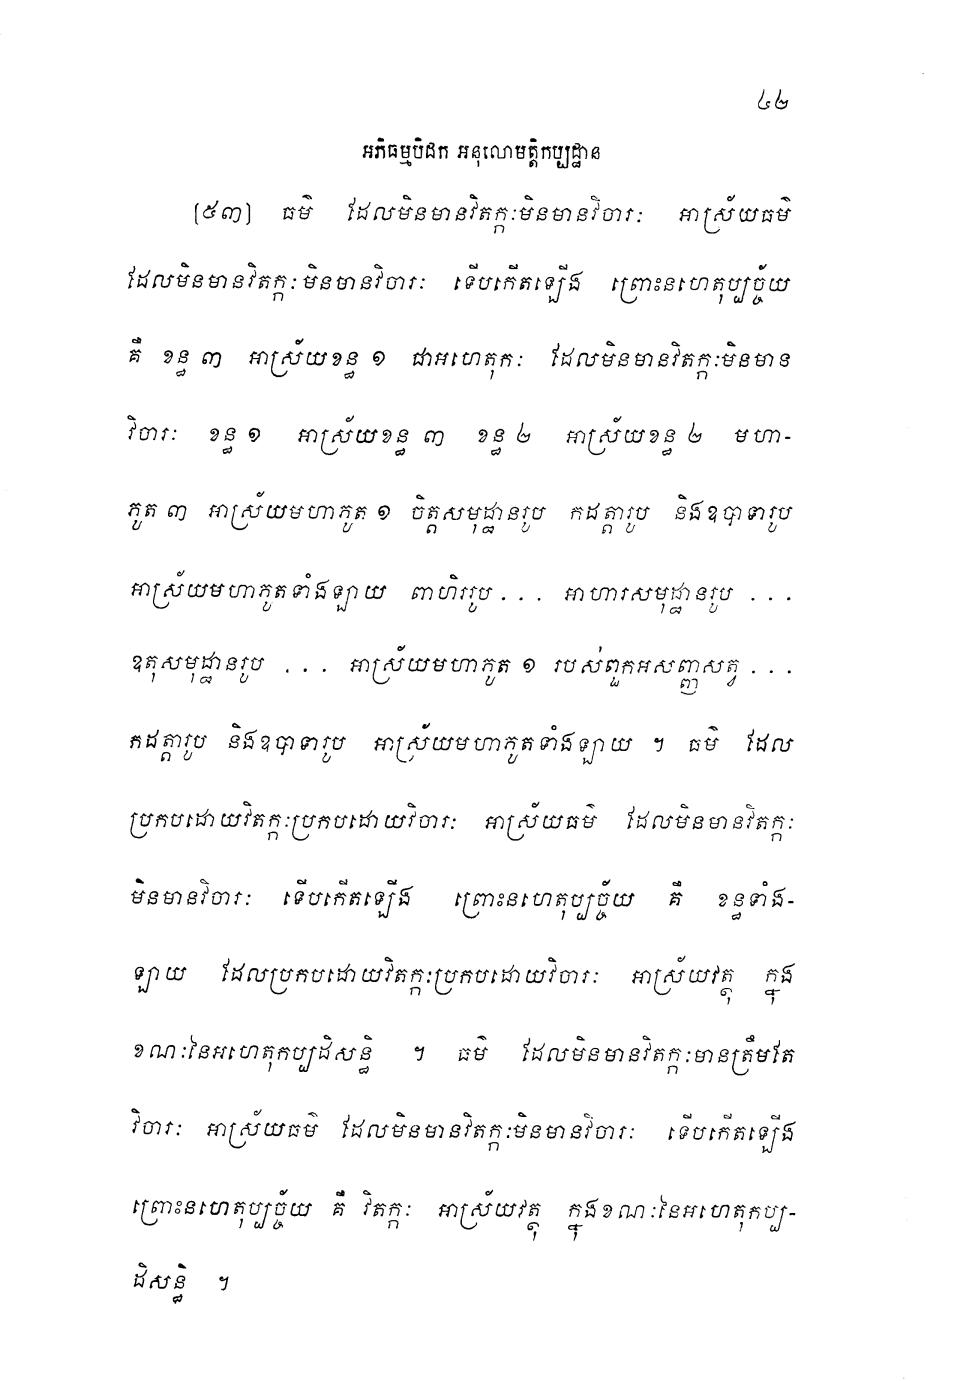 ៤២
អភិធម្មបិដក អនុលោមត្តិកប្បដ្ឋាន
[៥៣] ធម៌ ដែលមិនមានវិតក្កៈមិនមានវិចារៈ អាស្រ័យធម៌
ដែលមិនមានវិតក្កៈមិនមានវិចារៈ ទើបកើតឡើង ព្រោះនហេតុប្បច្ច័យ
គឺ ខន្ធ ៣ អាស្រ័យខន្ធ ១ ជាអហេតុកៈ ដែលមិនមានវិតក្កៈមិនមាន
វិចារៈ ខន្ធ ១ អាស្រ័យខន្ធ ៣ ខន្ធ ២ អាស្រ័យខន្ធ ២ មហា-
ភូត ៣ អាស្រ័យមហាភូត ១ ចិត្តសមុដ្ឋានរូប កដត្តារូប និងឧបាទារូប
អាស្រ័យមហាភូតទាំងឡាយ ពាហិររូប . . . អាហារសមុដ្ឋានរូប . . .
ឧតុសមុដ្ឋានរូប . . . អាស្រ័យមហាភូត ១ របស់ពួកអសញ្ញសត្វ . . .
កដត្តារូប និងឧបាទារូប អាស្រ័យមហាភូតទាំងឡាយ ។ ធម៌ ដែល
ប្រកបដោយវិតក្កៈប្រកបដោយវិចារៈ អាស្រ័យធម៌ ដែលមិនមានវិតក្កៈ
មិនមានវិចារៈ ទើបកើតឡើង ព្រោះនហេតុប្បច្ច័យ គឺ ខន្ធទាំង-
ឡាយ ដែលប្រកបដោយវិតក្កៈប្រកបដោយវិចារៈ អាស្រ័យវត្ថុ ក្នុង
ខណៈនៃអហេតុកប្បដិសន្ធិ ។ ធម៌ ដែលមិនមានវិតក្កៈមានត្រឹមតែ
វិចារៈ អាស្រ័យធម៌ ដែលមិនមានវិតក្កៈមិនមានវិចារៈ ទើបកើតឡើង
ព្រោះនហេតុប្បច្ច័យ គឺ វិតក្កៈ អាស្រ័យវត្ថុ ក្នុងខណៈនៃអហេតុកប្ប-
ដិសន្ធិ ។